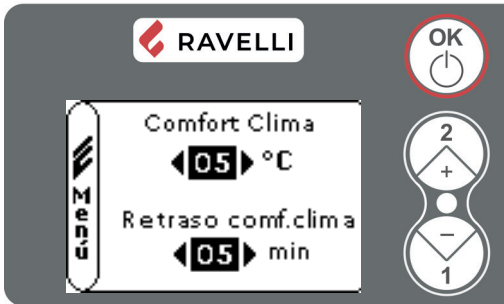 RAVELLI
OK
Comfort Clima
05 °C
Menú
Retraso comf.clima
05 min
2
+
−
1